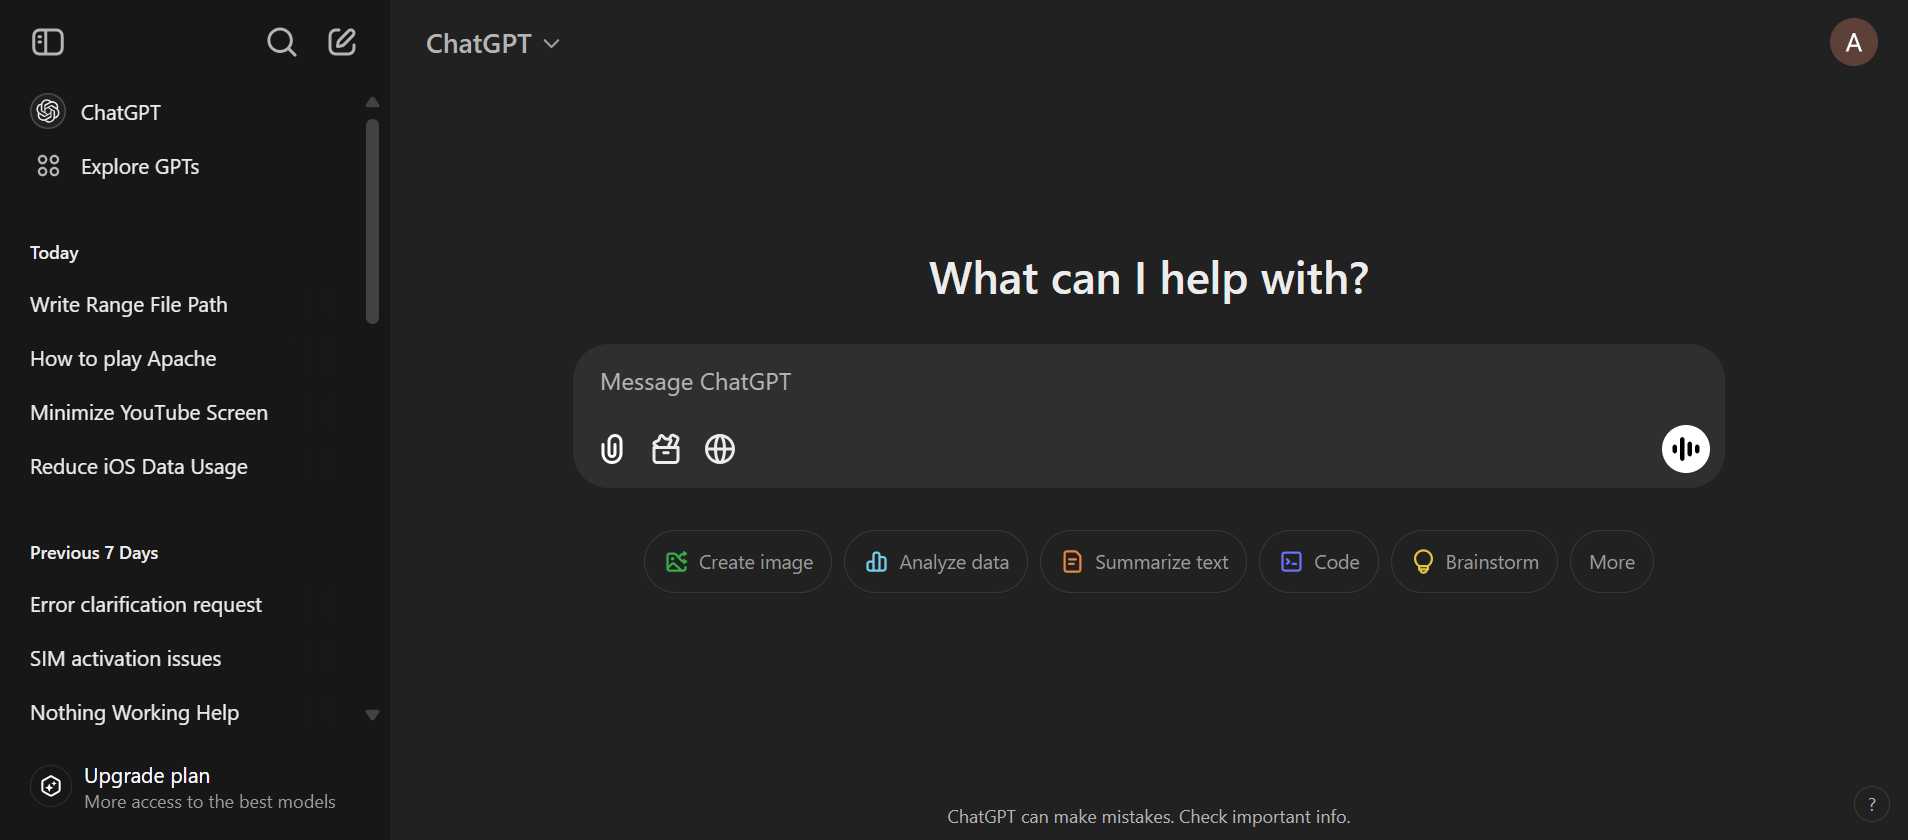 ChatGPT
Explore GPTs
Today
Write Range File Path
How to play Apache
Minimize YouTube Screen
Reduce iOS Data Usage
Previous 7 Days
Error clarification request
SIM activation issues
Nothing Working Help
Upgrade plan
More access to the best models
ChatGPT
A
What can I help with?
Message ChatGPT
Create image
Analyze data
Summarize text
Code
Brainstorm
More
ChatGPT can make mistakes. Check important info.
?